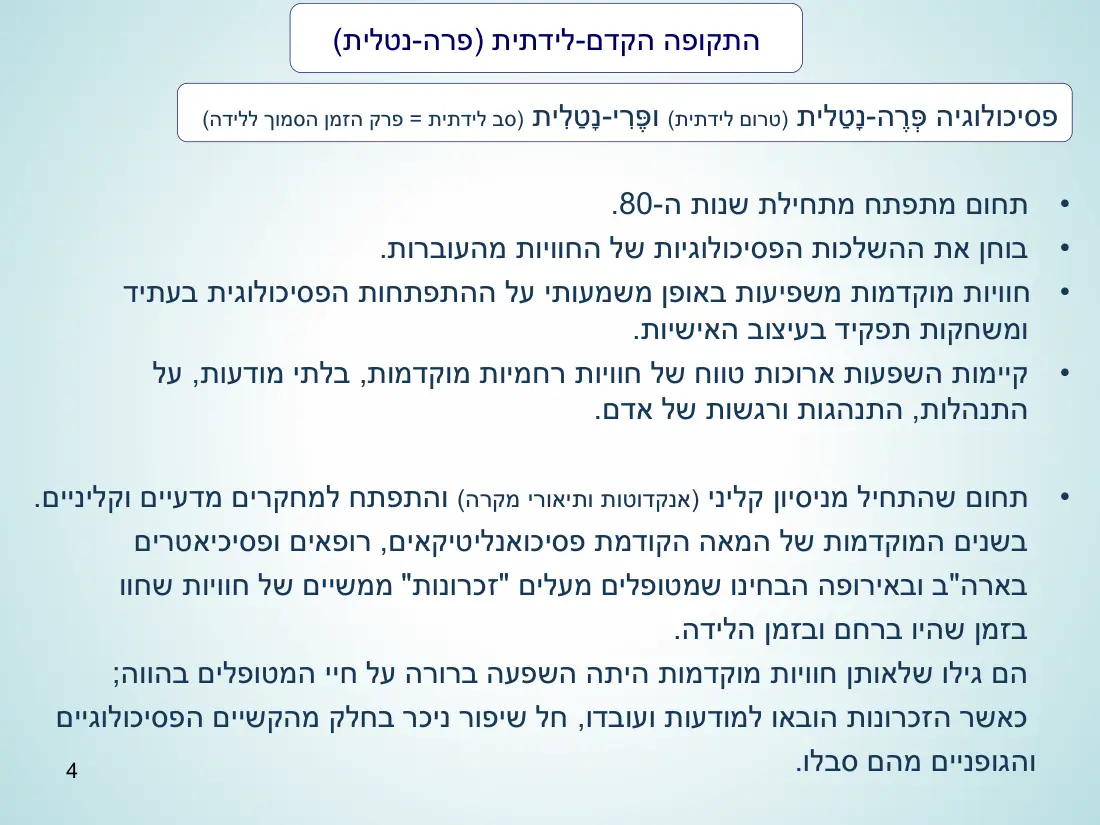 התקופה הקדם-לידתית (פרה-נטלית)
פסיכולוגיה פְּרֶה-נָטַלית (טרום לידתית) ופֶּרִי-נָטַלִית (סב לידתית = פרק הזמן הסמוך ללידה)
• תחום מתפתח מתחילת שנות ה-80.
• בוחן את ההשלכות הפסיכולוגיות של החוויות מהעוברות.
• חוויות מוקדמות משפיעות באופן משמעותי על ההתפתחות הפסיכולוגית בעתיד
ומשחקות תפקיד בעיצוב האישיות.
• קיימות השפעות ארוכות טווח של חוויות רחמיות מוקדמות, בלתי מודעות, על
התנהלות, התנהגות ורגשות של אדם.
• תחום שהתחיל מניסיון קליני (אנקדוטות ותיאורי מקרה) והתפתח למחקרים מדעיים וקליניים.
בשנים המוקדמות של המאה הקודמת פסיכואנליטיקאים, רופאים ופסיכיאטרים
בארה"ב ובאירופה הבחינו שמטופלים מעלים "זכרונות" ממשיים של חוויות שחוו
בזמן שהיו ברחם ובזמן הלידה.
הם גילו שלאותן חוויות מוקדמות היתה השפעה ברורה על חיי המטופלים בהווה;
כאשר הזכרונות הובאו למודעות ועובדו, חל שיפור ניכר בחלק מהקשיים הפסיכולוגיים
והגופניים מהם סבלו.
4